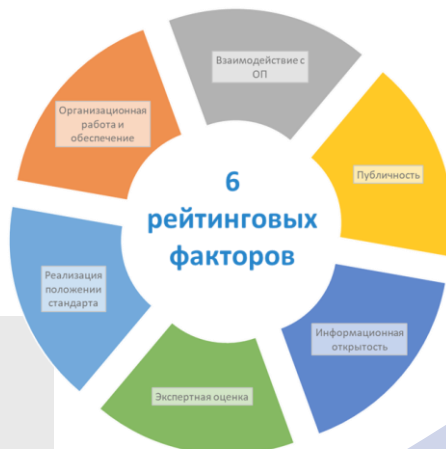 Взаимодействие с
ОП
Организационная
работа и
обеспечение
Публичность
6
рейтинговых
факторов
Реализация
положении
стандарта
Информационная
открытость
Экспертная оценка